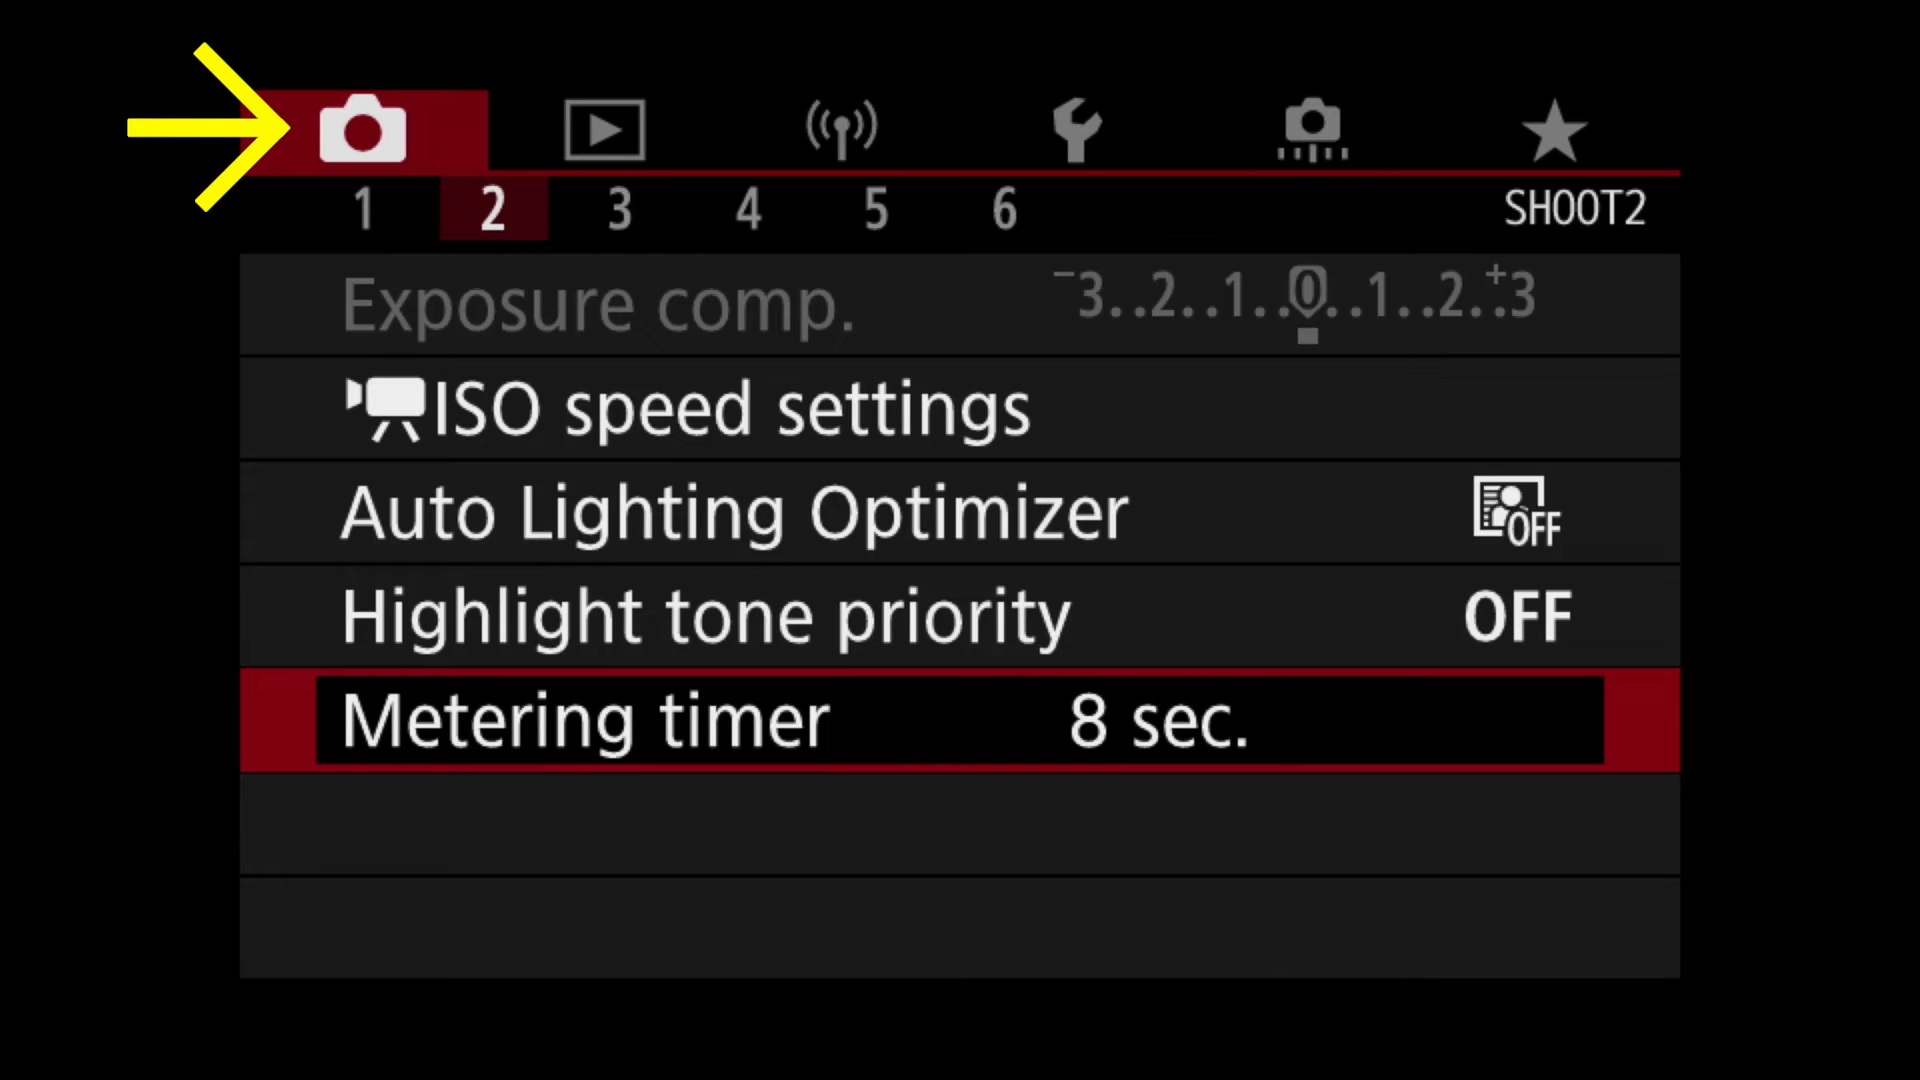 1 2 3 4 5 6 SHOOT2
Exposure comp. -3..2..1..0..1..2..+3
ISO speed settings
Auto Lighting Optimizer OFF
Highlight tone priority OFF
Metering timer 8 sec.